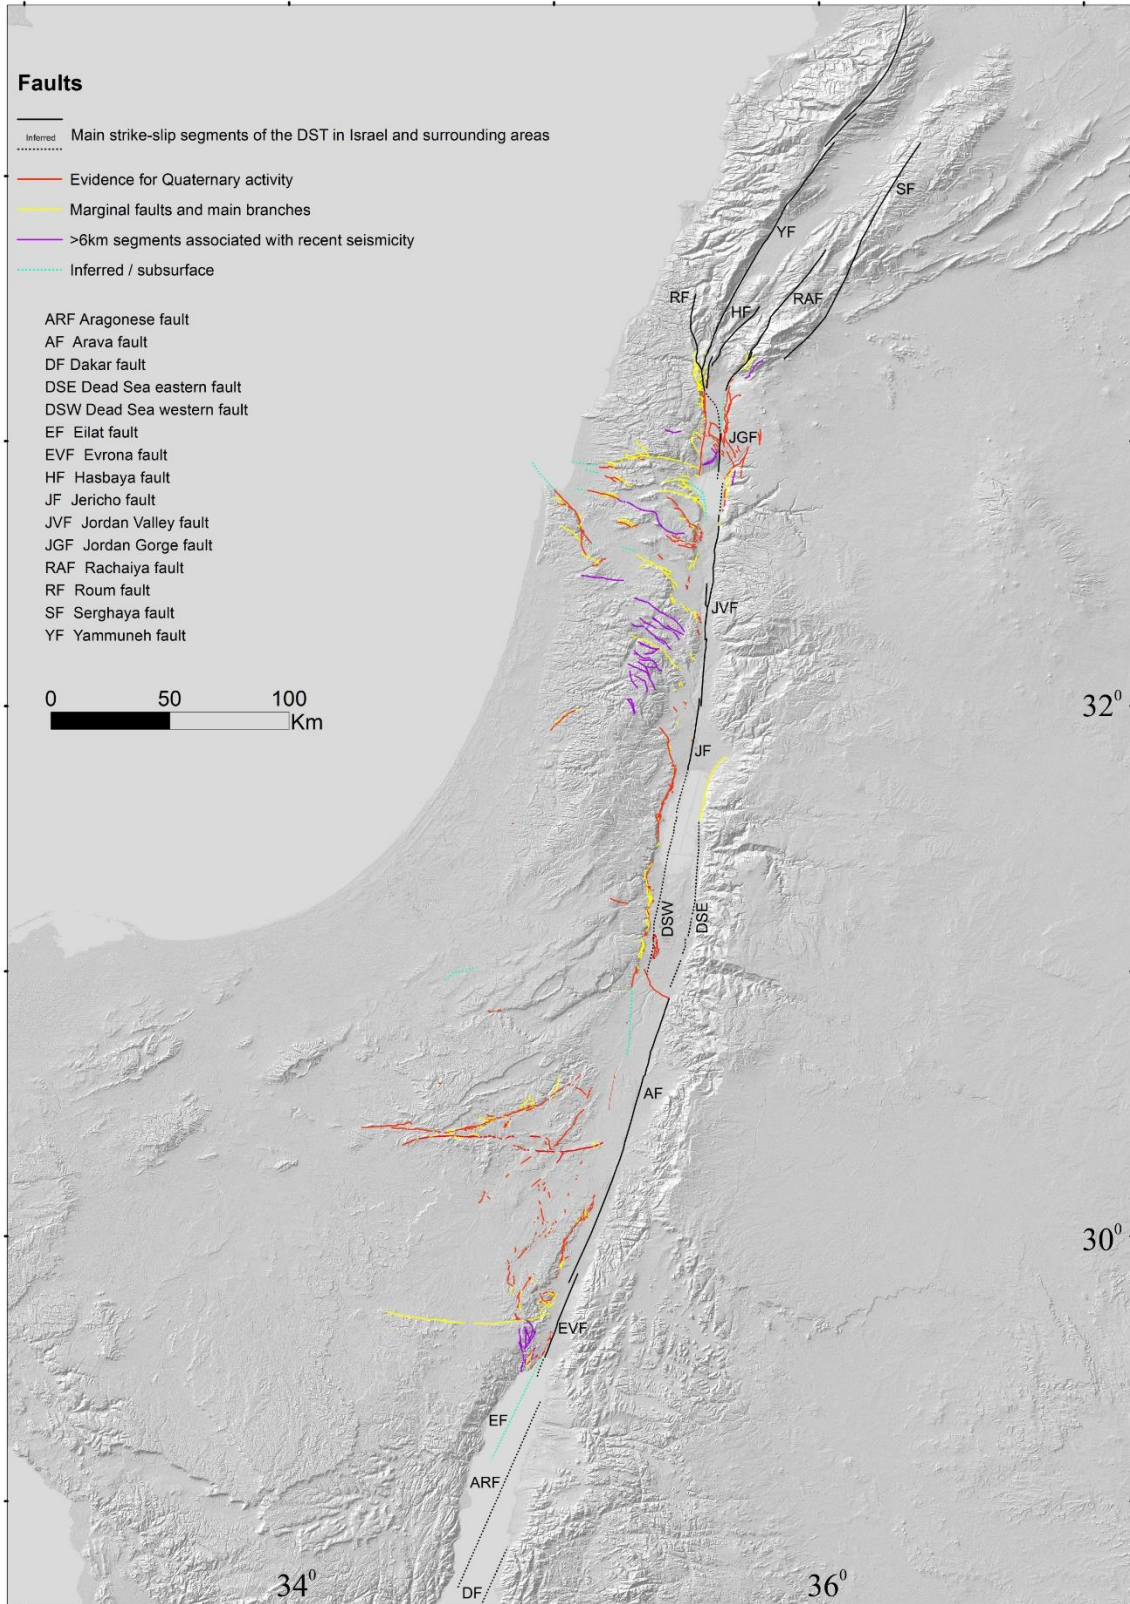 Faults
Inferred
Main strike-slip segments of the DST in Israel and surrounding areas
Evidence for Quaternary activity
Marginal faults and main branches
>6km segments associated with recent seismicity
Inferred / subsurface
ARF Aragonese fault
AF Arava fault
DF Dakar fault
DSE Dead Sea eastern fault
DSW Dead Sea western fault
EF Eilat fault
EVF Evrona fault
HF Hasbaya fault
JF Jericho fault
JVF Jordan Valley fault
JGF Jordan Gorge fault
RAF Rachaiya fault
RF Roum fault
SF Serghaya fault
YF Yammuneh fault
0 50 100
Km
SF
YF
RF
RAF
HF
JGF
JVF
32⁰
JF
DSW
DSE
AF
30⁰
EVF
EF
ARF
34⁰
36⁰
DF